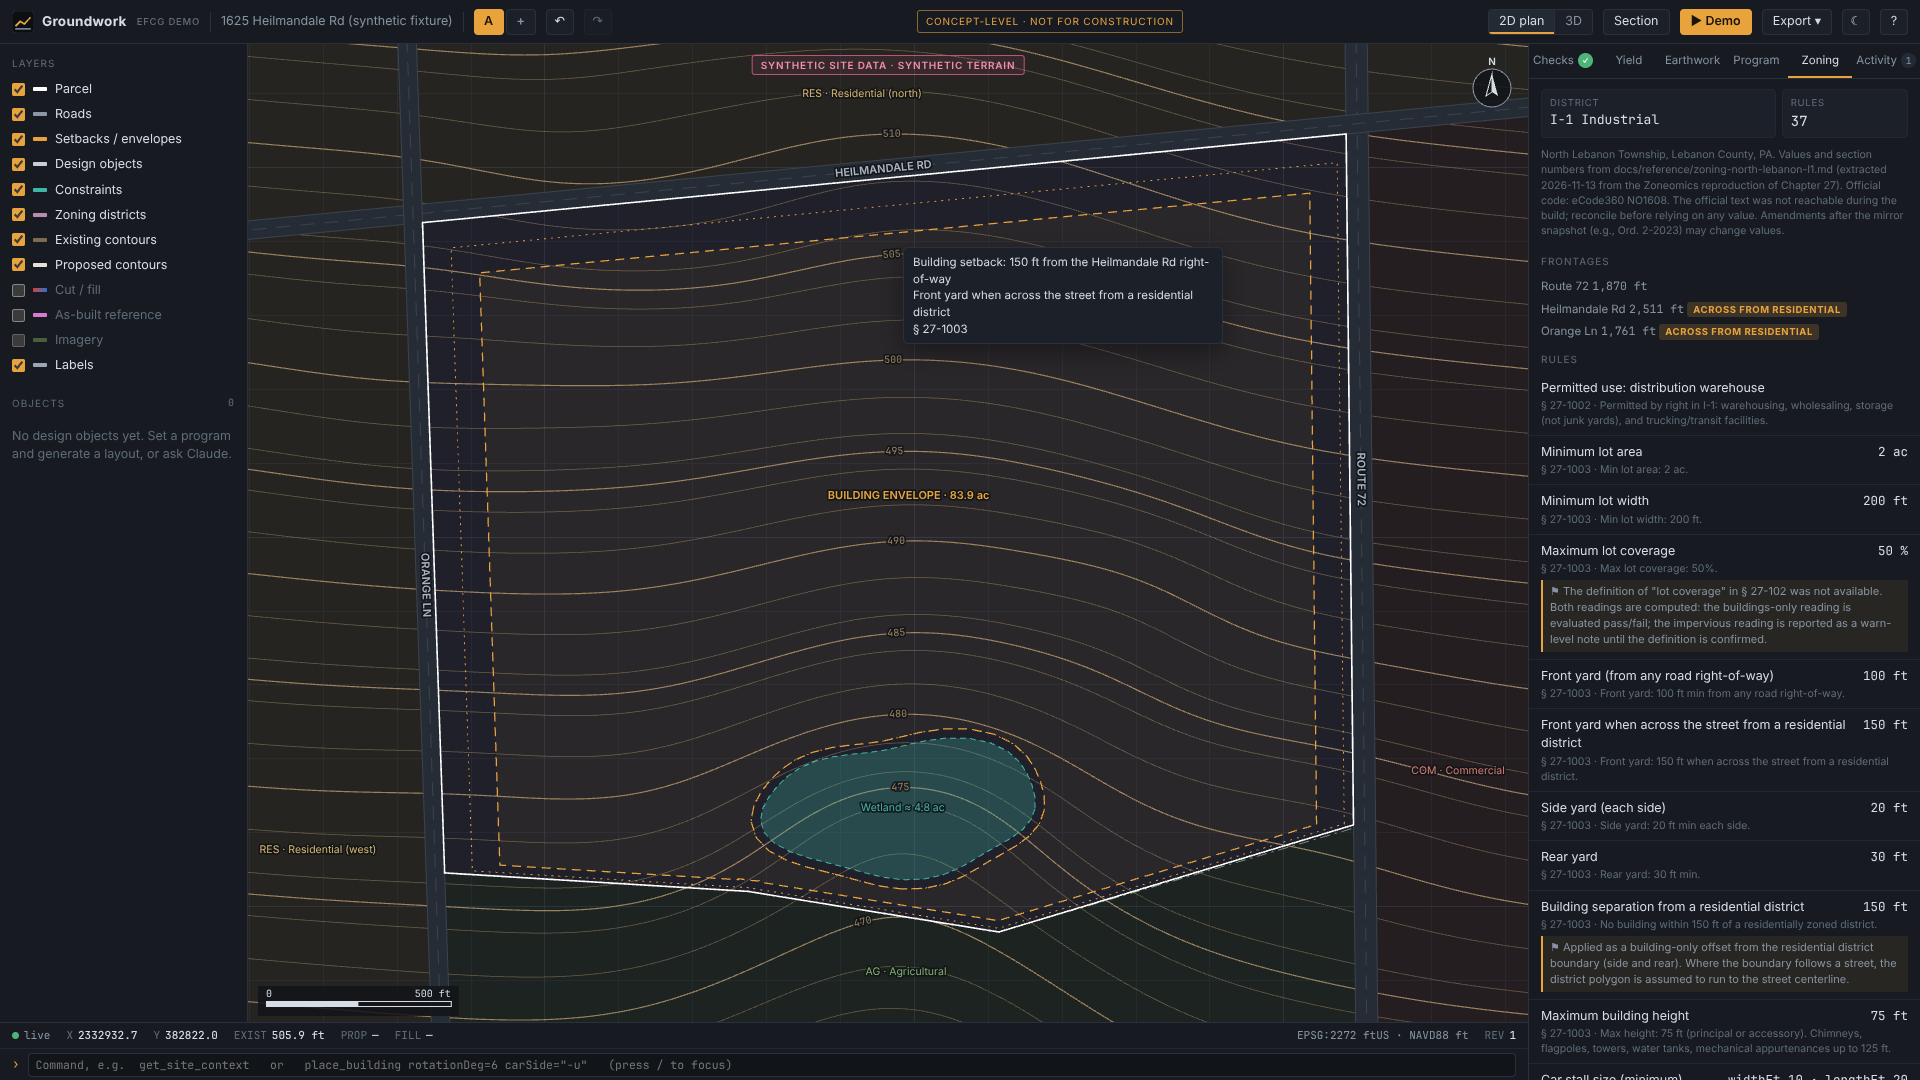 Groundwork EFCG DEMO 1625 Heilmandale Rd (synthetic fixture) A + ↶ ↷ CONCEPT-LEVEL · NOT FOR CONSTRUCTION 2D plan 3D Section ▶ Demo Export ▾ ☾ ?
LAYERS
Parcel
Roads
Setbacks / envelopes
Design objects
Constraints
Zoning districts
Existing contours
Proposed contours
Cut / fill
As-built reference
Imagery
Labels
OBJECTS 0
No design objects yet. Set a program
and generate a layout, or ask Claude.
SYNTHETIC SITE DATA · SYNTHETIC TERRAIN
RES · Residential (north)
N
510
HEILMANDALE RD
505
Building setback: 150 ft from the Heilmandale Rd right-
of-way
Front yard when across the street from a residential
district
§ 27-1003
500
495
ROUTE 72
BUILDING ENVELOPE · 83.9 ac
490
ORANGE LN
485
480
COM · Commercial
475
Wetland ≈ 4.8 ac
RES · Residential (west)
470
AG · Agricultural
0 500 ft
Checks ✓ Yield Earthwork Program Zoning Activity 1
DISTRICT
I-1 Industrial
RULES
37
North Lebanon Township, Lebanon County, PA. Values and section
numbers from docs/reference/zoning-north-lebanon-I1.md (extracted
2026-11-13 from the Zoneomics reproduction of Chapter 27). Official
code: eCode360 NO1608. The official text was not reachable during the
build; reconcile before relying on any value. Amendments after the mirror
snapshot (e.g., Ord. 2-2023) may change values.
FRONTAGES
Route 72 1,870 ft
Heilmandale Rd 2,511 ft ACROSS FROM RESIDENTIAL
Orange Ln 1,761 ft ACROSS FROM RESIDENTIAL
RULES
Permitted use: distribution warehouse
§ 27-1002 · Permitted by right in I-1: warehousing, wholesaling, storage
(not junk yards), and trucking/transit facilities.
Minimum lot area 2 ac
§ 27-1003 · Min lot area: 2 ac.
Minimum lot width 200 ft
§ 27-1003 · Min lot width: 200 ft.
Maximum lot coverage 50 %
§ 27-1003 · Max lot coverage: 50%.
⚑ The definition of "lot coverage" in § 27-102 was not available.
Both readings are computed: the buildings-only reading is
evaluated pass/fail; the impervious reading is reported as a warn-
level note until the definition is confirmed.
Front yard (from any road right-of-way) 100 ft
§ 27-1003 · Front yard: 100 ft min from any road right-of-way.
Front yard when across the street from a residential 150 ft
district
§ 27-1003 · Front yard: 150 ft when across the street from a residential
district.
Side yard (each side) 20 ft
§ 27-1003 · Side yard: 20 ft min each side.
Rear yard 30 ft
§ 27-1003 · Rear yard: 30 ft min.
Building separation from a residential district 150 ft
§ 27-1003 · No building within 150 ft of a residentially zoned district.
⚑ Applied as a building-only offset from the residential district
boundary (side and rear). Where the boundary follows a street, the
district polygon is assumed to run to the street centerline.
Maximum building height 75 ft
§ 27-1003 · Max height: 75 ft (principal or accessory). Chimneys,
flagpoles, towers, water tanks, mechanical appurtenances up to 125 ft.
Car stall size (minimum) widthFt 10 · lengthFt 20
live X 2332932.7 Y 382822.0 EXIST 505.9 ft PROP — FILL — EPSG:2272 ftUS · NAVD88 ft REV 1
› Command, e.g. get_site_context or place_building rotationDeg=6 carSide="-u" (press / to focus)